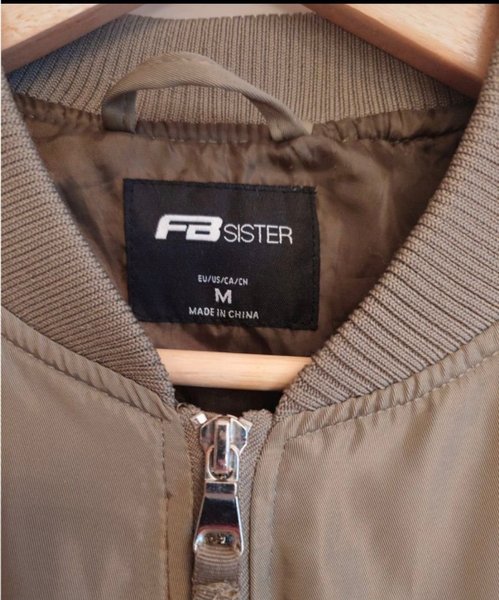 FB SISTER
EU/US/CA/CN
M
MADE IN CHINA